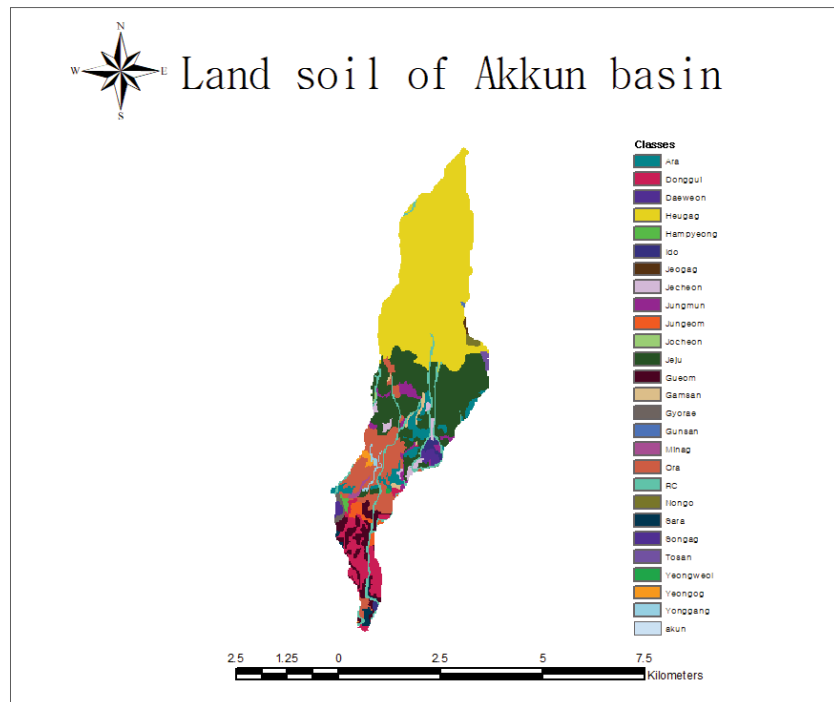 N
W E
S
Land soil of Akkun basin
Classes
Ara
Donggui
Daeweon
Heugag
Hampyeong
Ido
Jeogag
Jecheon
Jungmun
Jungeom
Jocheon
Jeju
Gueom
Gamsan
Gyorae
Gunsan
Minag
Ora
RC
Nongo
Sara
Songag
Tosan
Yeongweol
Yeongog
Yonggang
akun
2.5 1.25 0 2.5 5 7.5
Kilometers